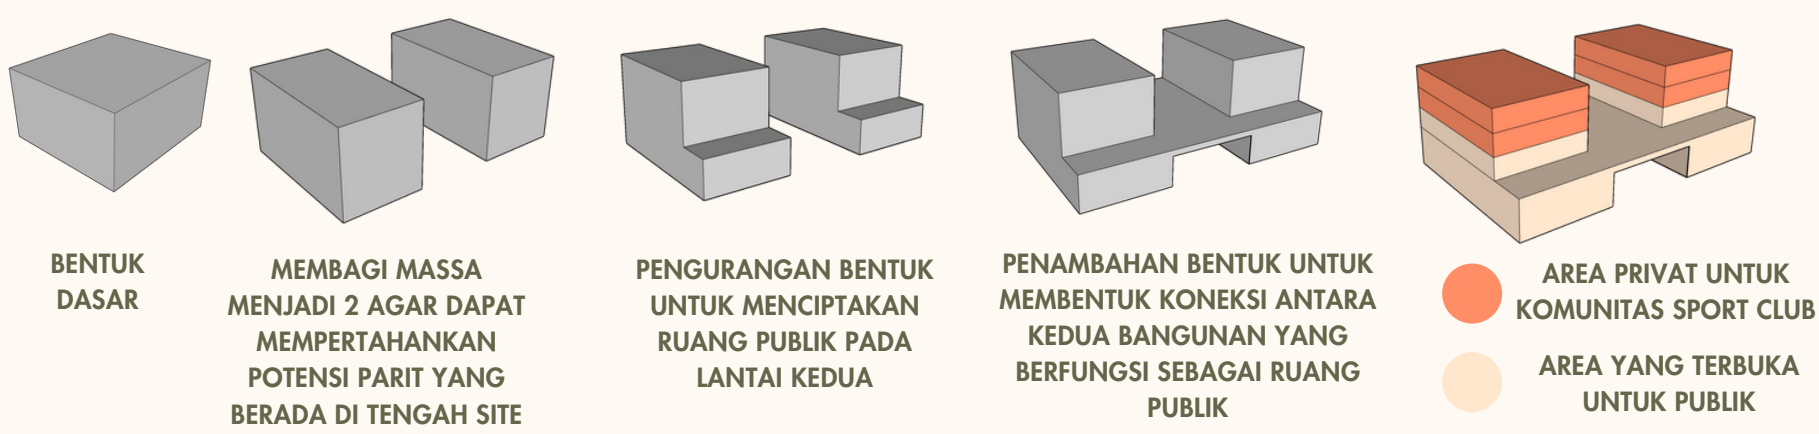 BENTUK
DASAR
MEMBAGI MASSA
MENJADI 2 AGAR DAPAT
MEMPERTAHANKAN
POTENSI PARIT YANG
BERADA DI TENGAH SITE
PENGURANGAN BENTUK
UNTUK MENCIPTAKAN
RUANG PUBLIK PADA
LANTAI KEDUA
PENAMBAHAN BENTUK UNTUK
MEMBENTUK KONEKSI ANTARA
KEDUA BANGUNAN YANG
BERFUNGSI SEBAGAI RUANG
PUBLIK
AREA PRIVAT UNTUK
KOMUNITAS SPORT CLUB
AREA YANG TERBUKA
UNTUK PUBLIK